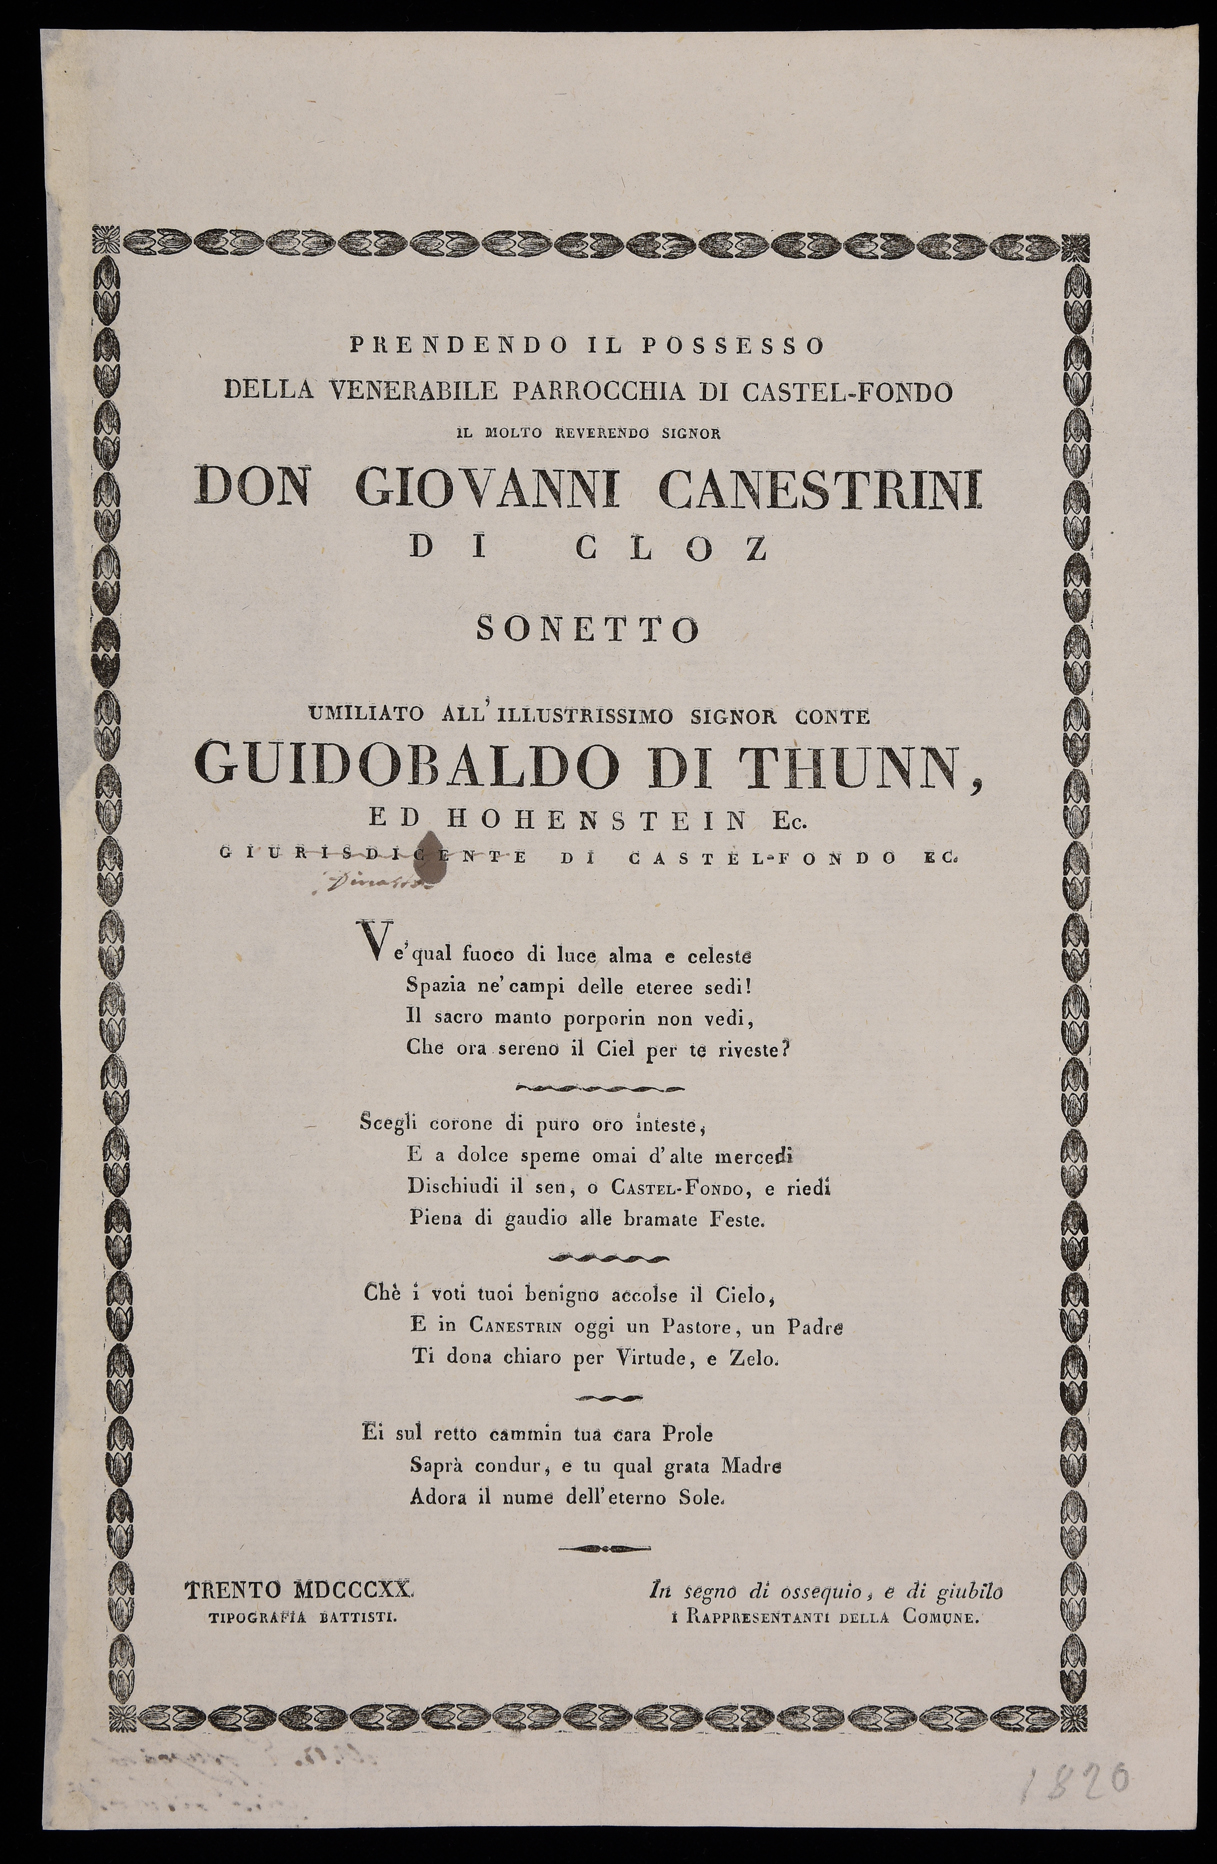 PRENDENDO IL POSSESSO
DELLA VENERABILE PARROCCHIA DI CASTEL-FONDO
IL MOLTO REVERENDO SIGNOR
DON GIOVANNI CANESTRINI
DI CLOZ
SONETTO
UMILIATO ALL'ILLUSTRISSIMO SIGNOR CONTE
GUIDOBALDO DI THUNN,
ED HOHENSTEIN Ec.
GIURISDICENTE DI CASTEL-FONDO EC.
Ve'qual fuoco di luce alma e celeste
Spazia ne'campi delle eteree sedi!
Il sacro manto porporin non vedi,
Che ora sereno il Ciel per te riveste?
Scegli corone di puro oro inteste,
E a dolce speme omai d'alte mercedi
Dischiudi il sen, o CASTEL-FONDO, e riedi
Piena di gaudio alle bramate Feste.
Chè i voti tuoi benigno accolse il Cielo,
E in CANESTRIN oggi un Pastore, un Padre
Ti dona chiaro per Virtude, e Zelo.
Ei sul retto cammin tua cara Prole
Saprà condur, e tu qual grata Madre
Adora il nume dell'eterno Sole.
TRENTO MDCCCXX.
TIPOGRAFIA BATTISTI.
In segno di ossequio, e di giubilo
I RAPPRESENTANTI DELLA COMUNE.
1820